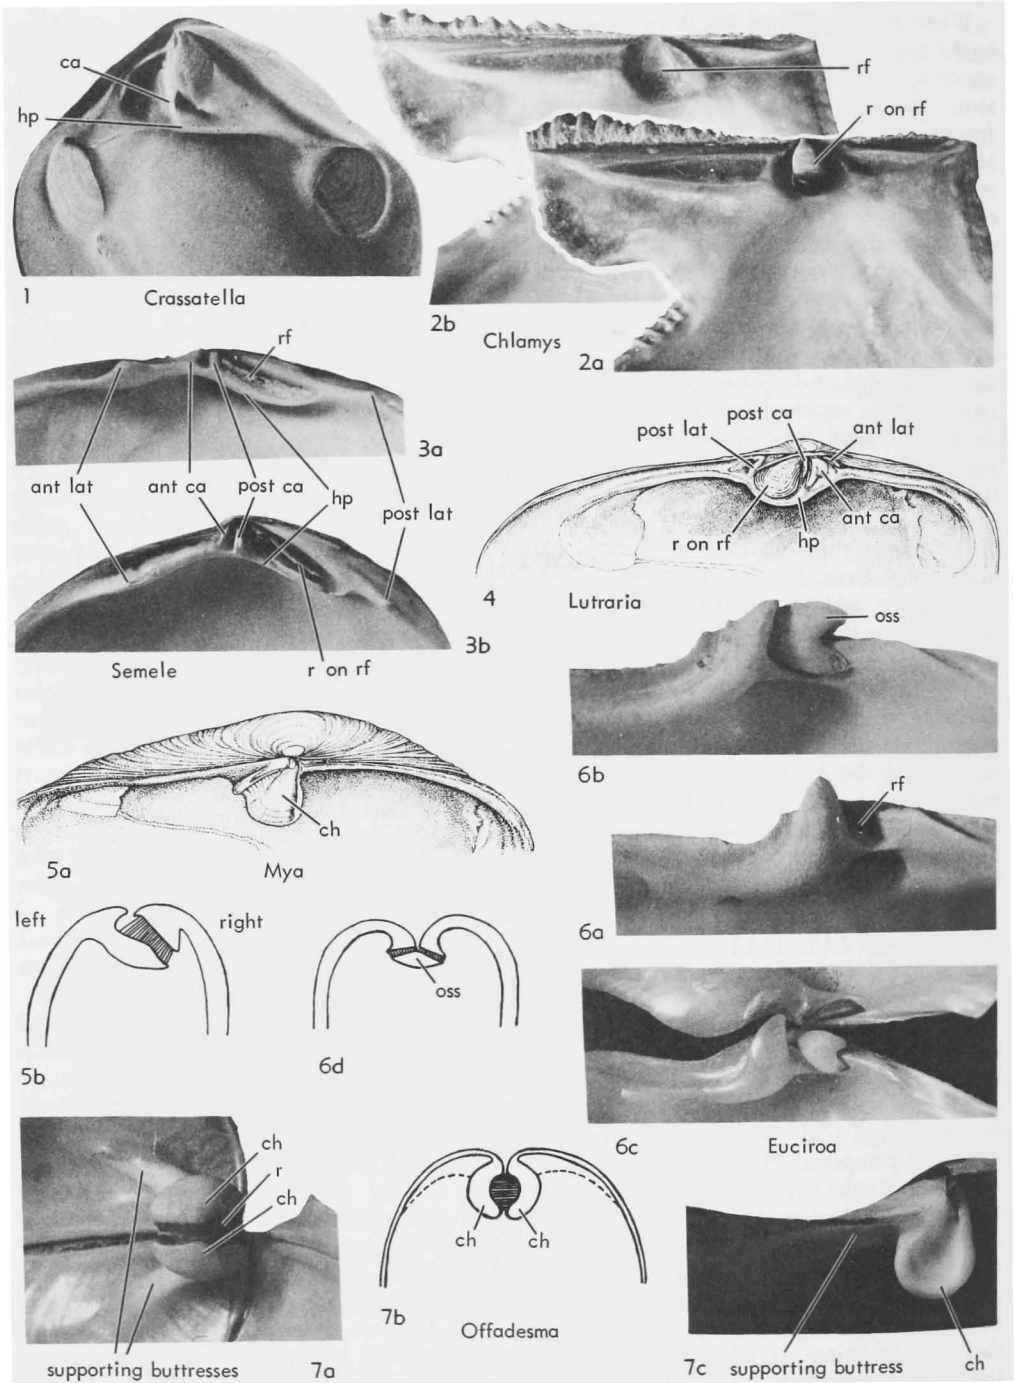 ca
hp
rf
r on rf
1
Crassatella
2b
Chlamys
2a
rf
3a
ant lat
ant ca
post ca
hp
post lat
3b
Semele
r on rf
post lat
post ca
ant lat
r on rf
hp
ant ca
4
Lutraria
oss
6b
ch
5a
Mya
rf
6a
left
right
5b
oss
6d
6c
Euciroa
ch
r
ch
supporting buttresses
7a
ch
ch
7b
Offadesma
7c
supporting buttress
ch